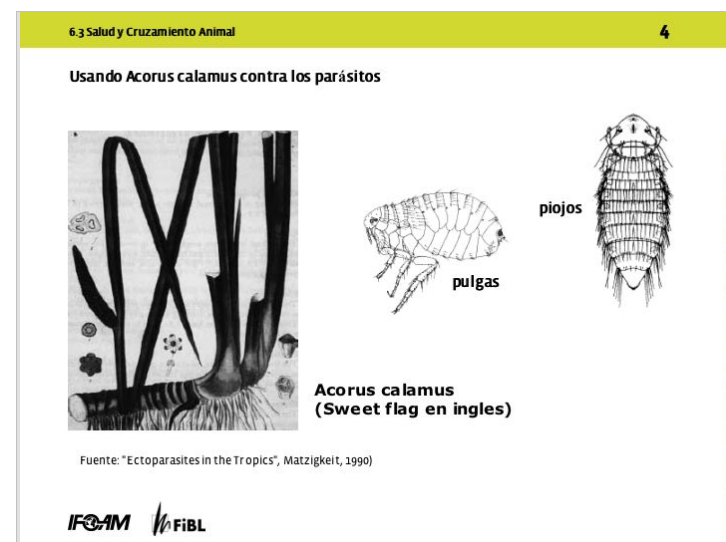 6.3 Salud y Cruzamiento Animal
4
Usando Acorus calamus contra los parásitos
piojos
pulgas
Acorus calamus
(Sweet flag en ingles)
Fuente: "Ectoparasites in the Tropics", Matzigkeit, 1990)
IFOAM
FiBL